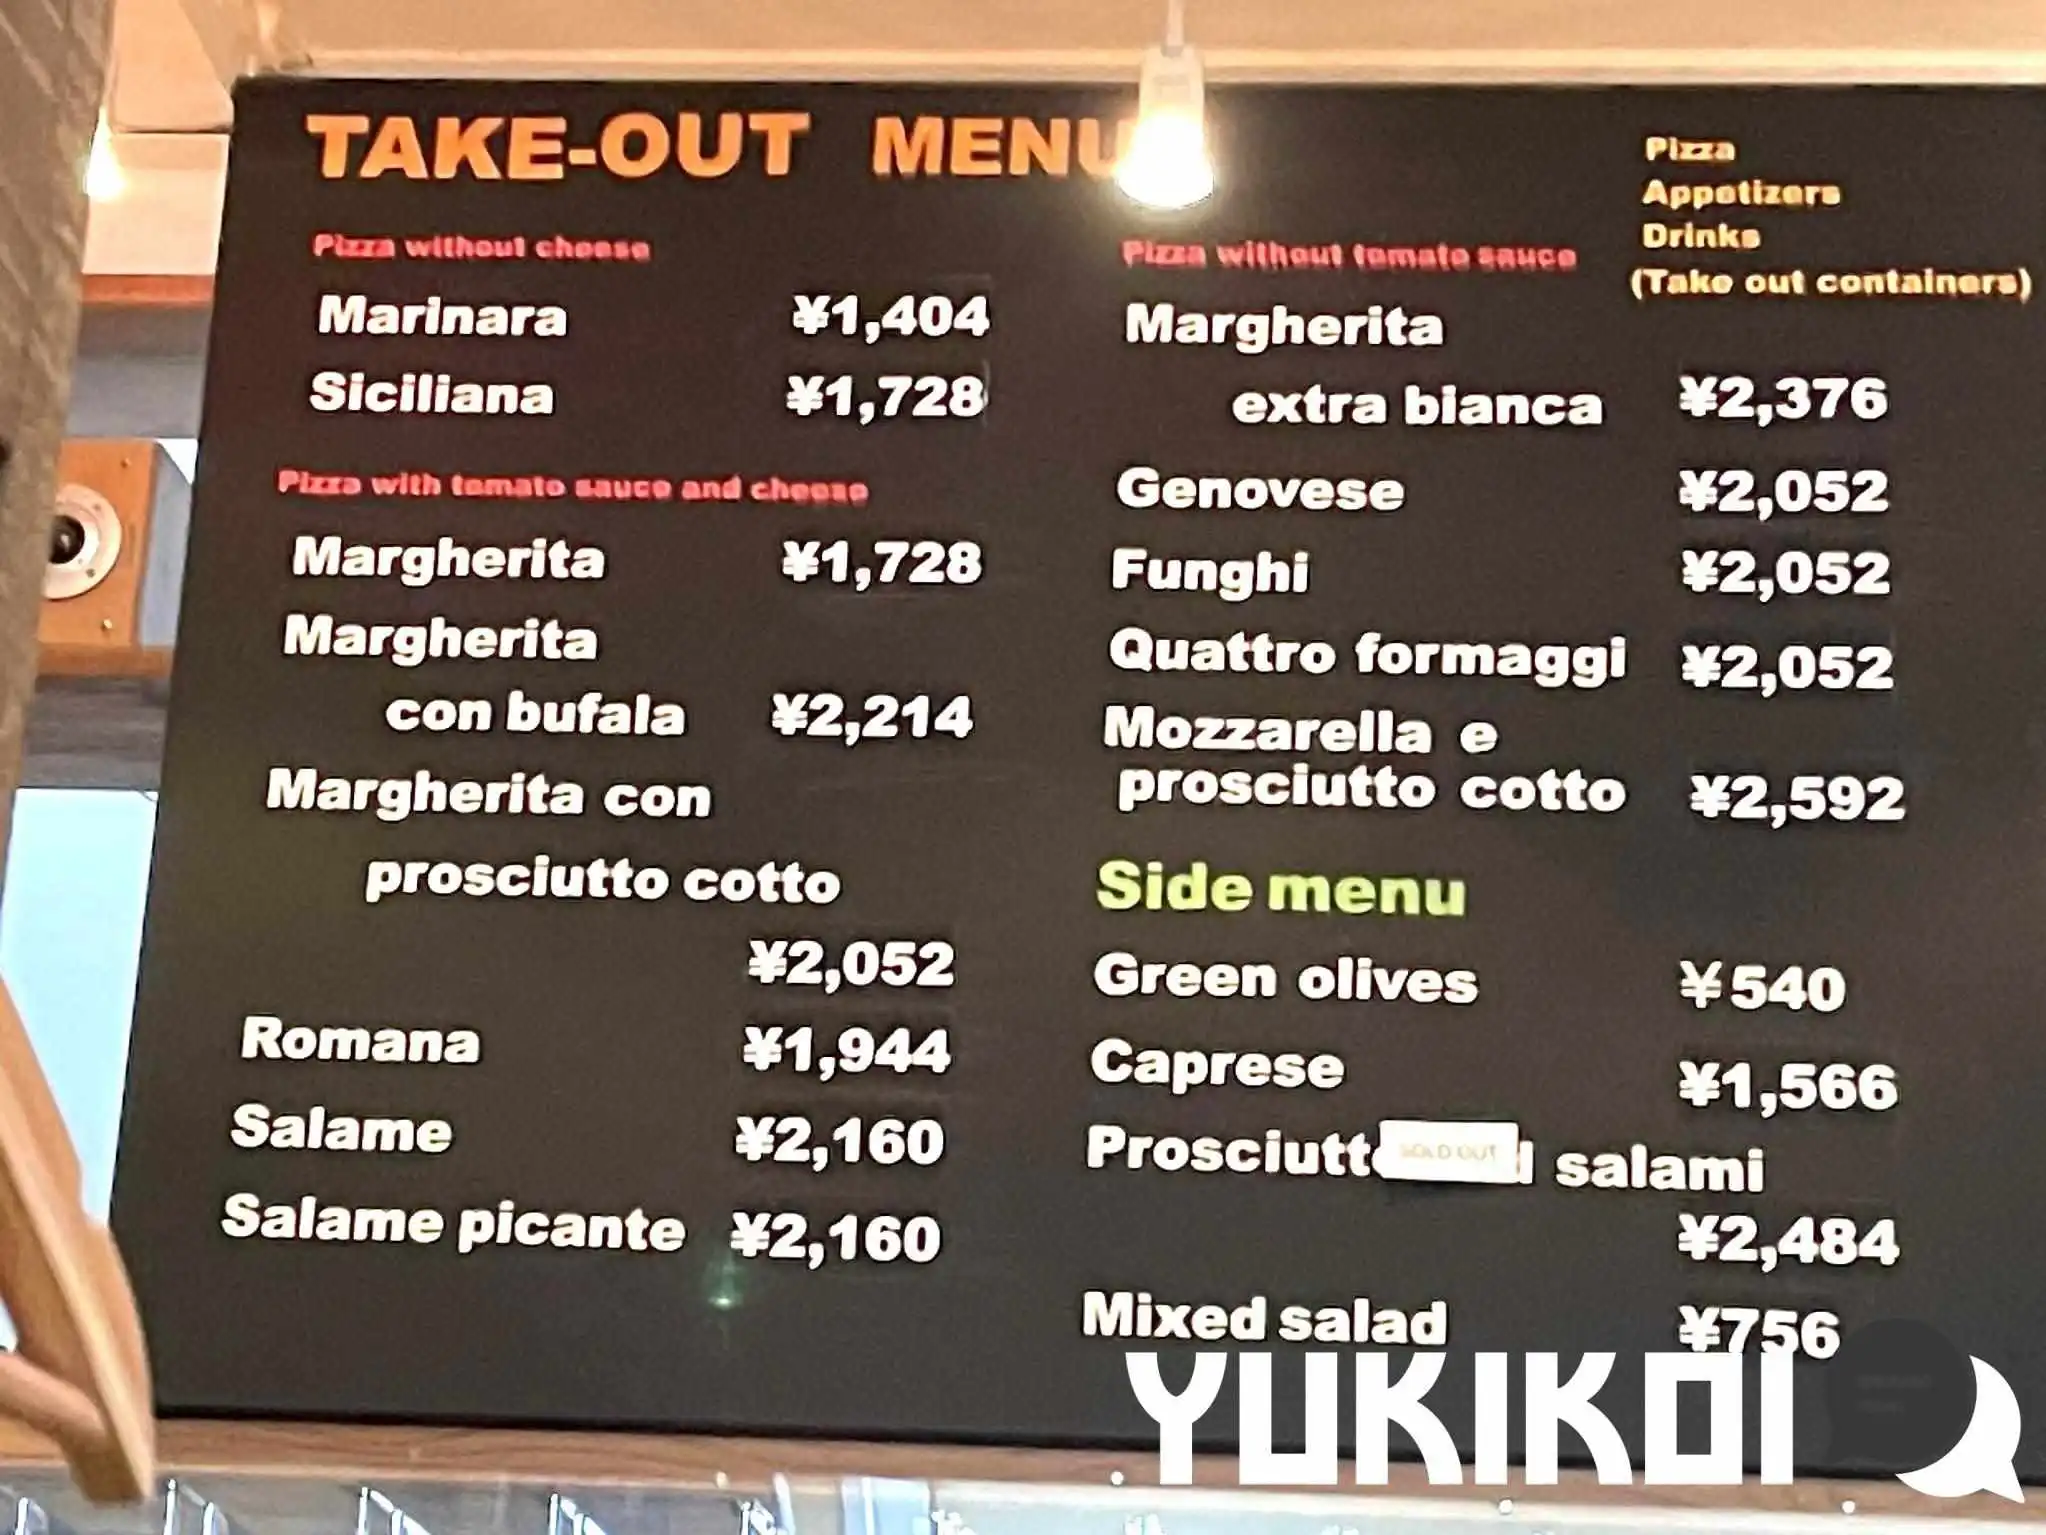 TAKE-OUT MENU
Pizza without cheese
Marinara ¥1,404
Siciliana ¥1,728
Pizza with tomato sauce and cheese
Margherita ¥1,728
Margherita
con bufala ¥2,214
Margherita con
prosciutto cotto
¥2,052
Romana ¥1,944
Salame ¥2,160
Salame picante ¥2,160
Pizza
Appetizers
Drinks
(Take out containers)
Pizza without tomato sauce
Margherita
extra bianca ¥2,376
Genovese ¥2,052
Funghi ¥2,052
Quattro formaggi ¥2,052
Mozzarella e
prosciutto cotto ¥2,592
Side menu
Green olives ¥540
Caprese ¥1,566
Prosciutto SOLD OUT salami
¥2,484
Mixed salad ¥756
YUKIKOI